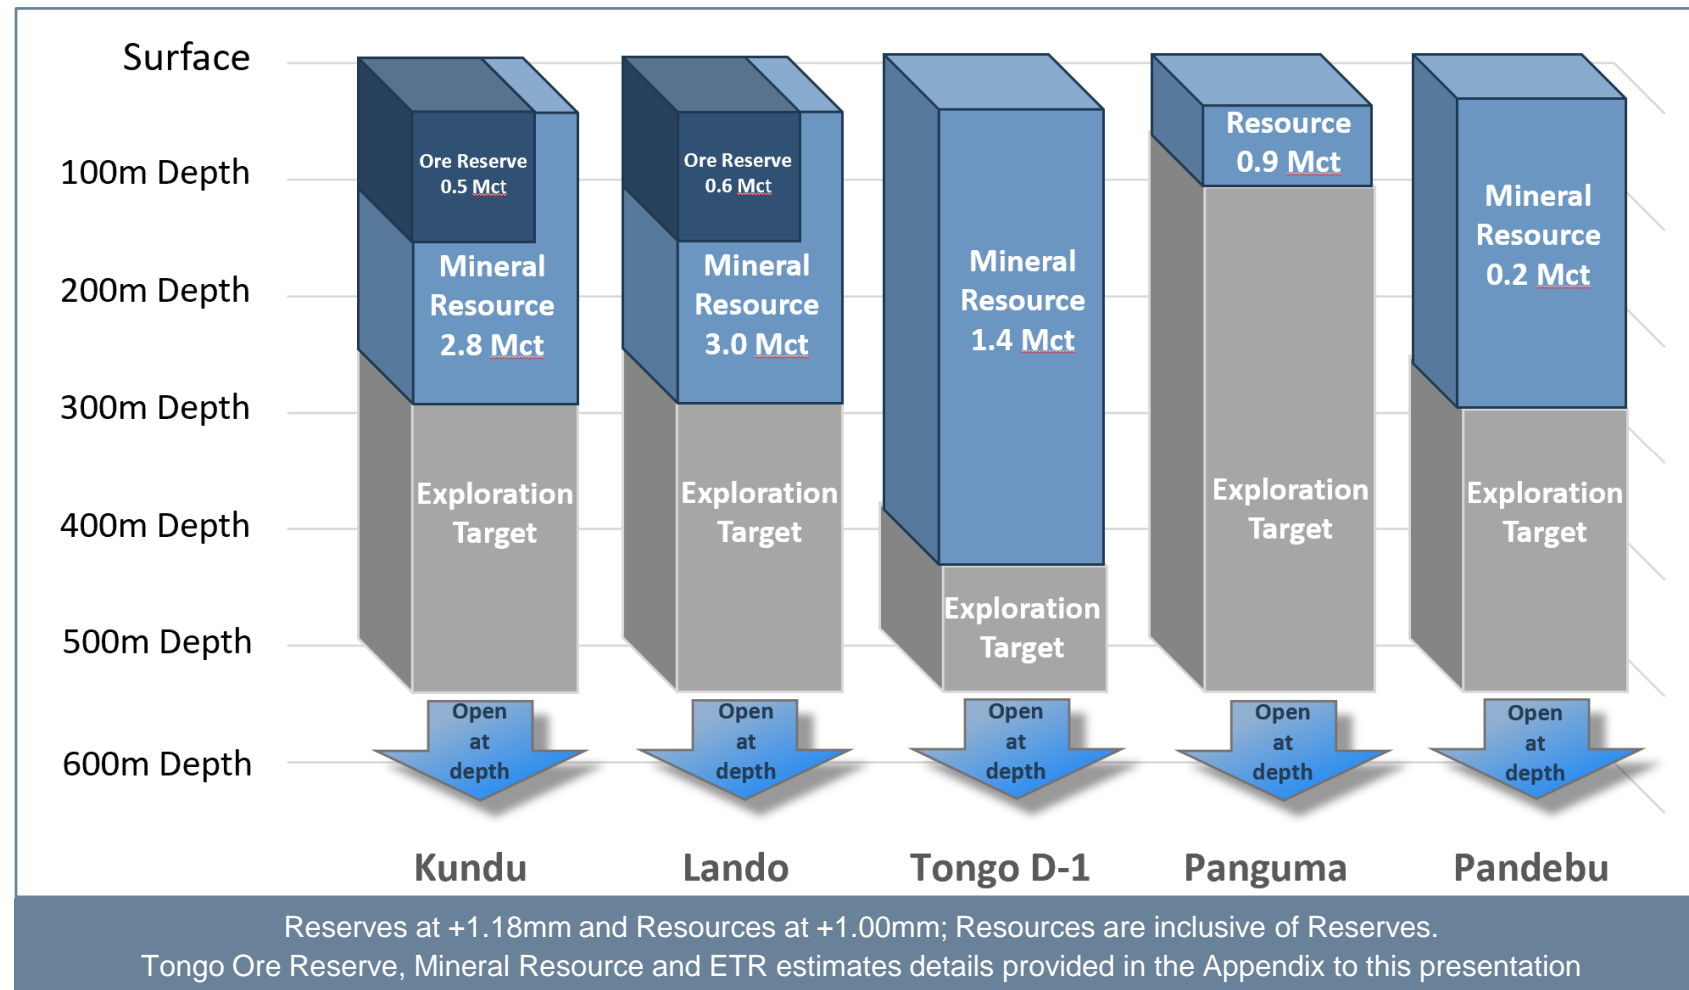 Surface
100m Depth
200m Depth
300m Depth
400m Depth
500m Depth
600m Depth
Ore Reserve
0.5 Mct
Mineral
Resource
2.8 Mct
Exploration
Target
Open
at
depth
Kundu
Ore Reserve
0.6 Mct
Mineral
Resource
3.0 Mct
Exploration
Target
Open
at
depth
Lando
Mineral
Resource
1.4 Mct
Exploration
Target
Open
at
depth
Tongo D-1
Resource
0.9 Mct
Exploration
Target
Open
at
depth
Panguma
Mineral
Resource
0.2 Mct
Exploration
Target
Open
at
depth
Pandebu
Reserves at +1.18mm and Resources at +1.00mm; Resources are inclusive of Reserves.
Tongo Ore Reserve, Mineral Resource and ETR estimates details provided in the Appendix to this presentation